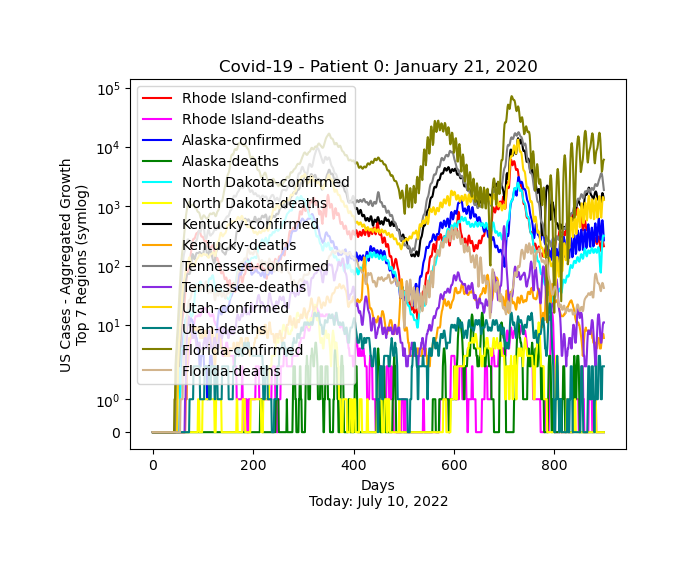 Covid-19 - Patient 0: January 21, 2020
US Cases - Aggregated Growth
Top 7 Regions (symlog)
10^5
10^4
10^3
10^2
10^1
10^0
0
Rhode Island-confirmed
Rhode Island-deaths
Alaska-confirmed
Alaska-deaths
North Dakota-confirmed
North Dakota-deaths
Kentucky-confirmed
Kentucky-deaths
Tennessee-confirmed
Tennessee-deaths
Utah-confirmed
Utah-deaths
Florida-confirmed
Florida-deaths
0 200 400 600 800
Days
Today: July 10, 2022